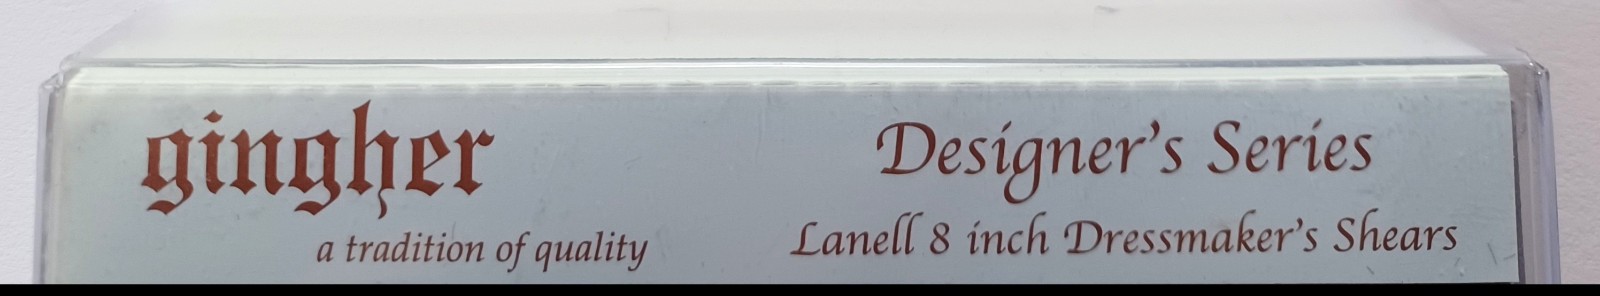 gingher
a tradition of quality
Designer's Series
Lanell 8 inch Dressmaker's Shears